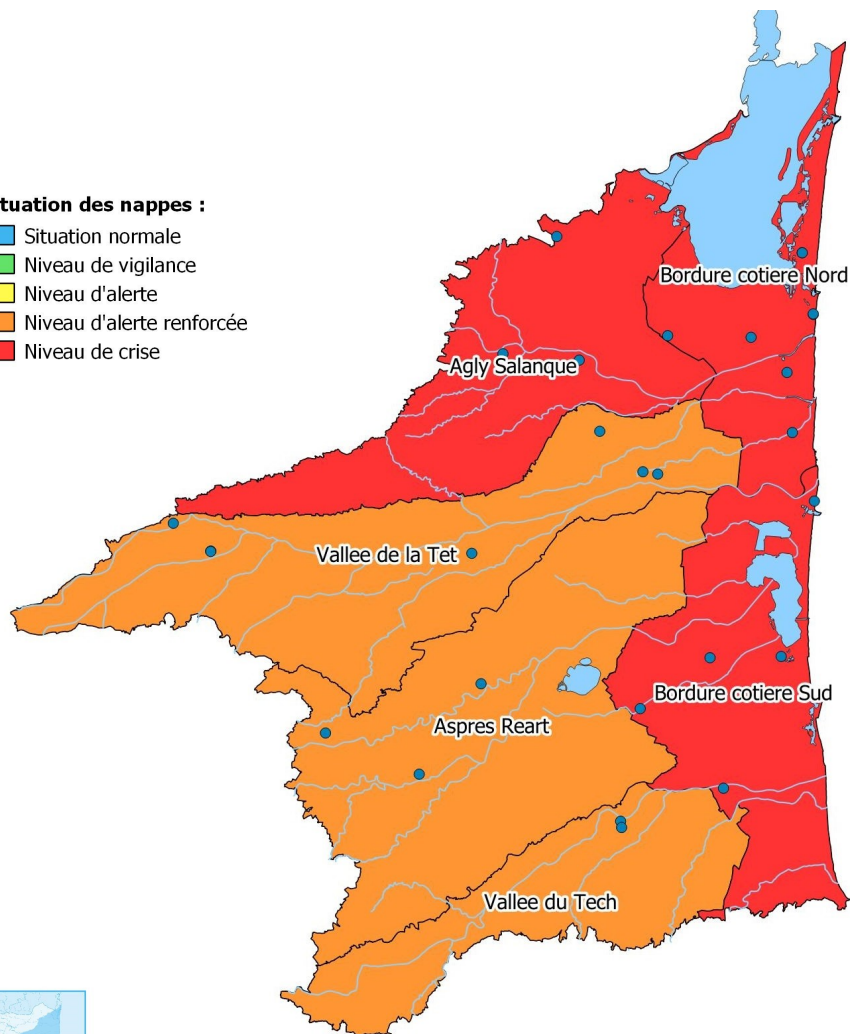 tuation des nappes :
Situation normale
Niveau de vigilance
Niveau d'alerte
Niveau d'alerte renforcée
Niveau de crise
Bordure cotiere Nord
Agly Salanque
Vallee de la Tet
Bordure cotiere Sud
Aspres Reart
Vallee du Tech